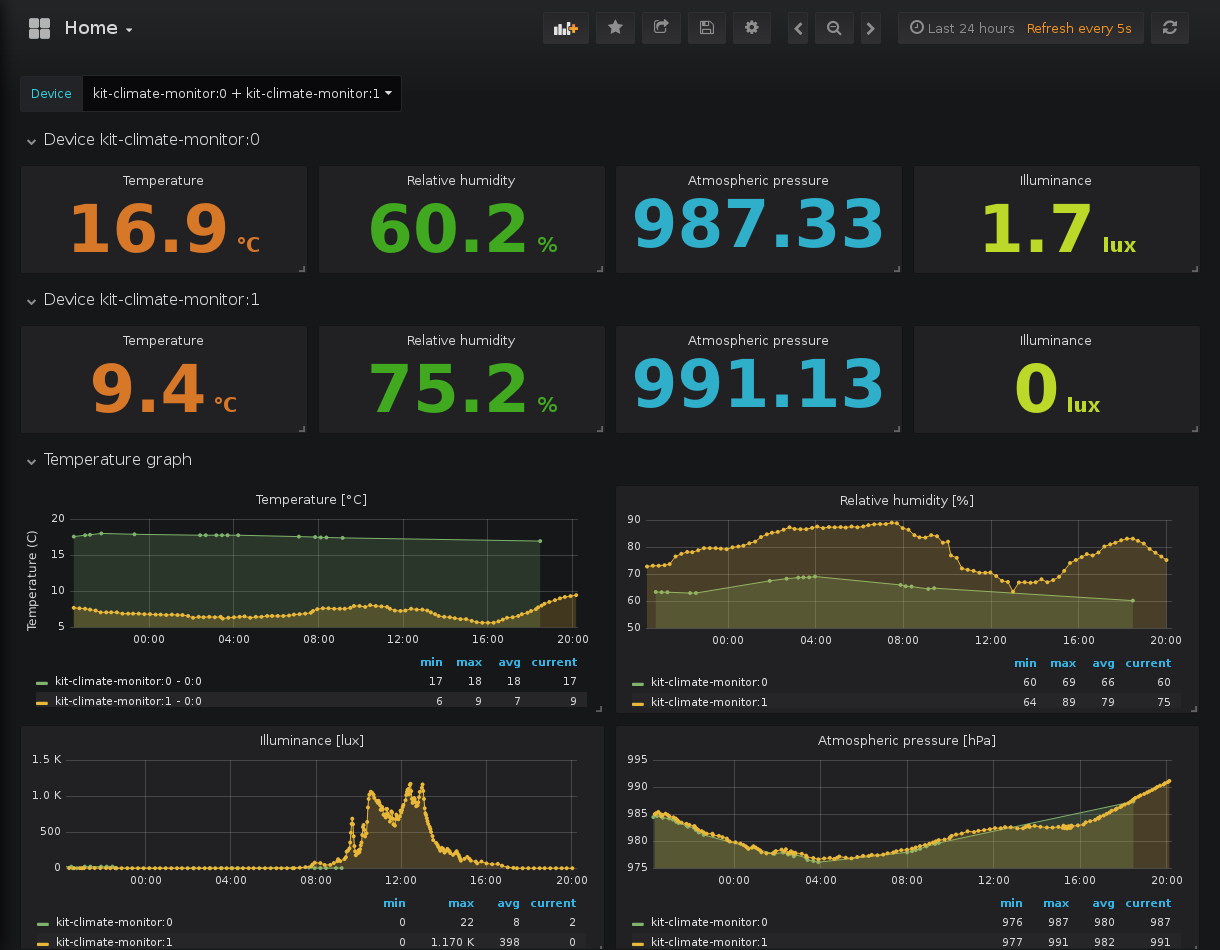 Home
Last 24 hours Refresh every 5s
Device kit-climate-monitor:0 + kit-climate-monitor:1
Device kit-climate-monitor:0
Temperature Relative humidity Atmospheric pressure Illuminance
16.9 °C 60.2 % 987.33 1.7 lux
Device kit-climate-monitor:1
Temperature Relative humidity Atmospheric pressure Illuminance
9.4 °C 75.2 % 991.13 0 lux
Temperature graph
Temperature [°C]
Temperature (C)
20
15
10
5
00:00 04:00 08:00 12:00 16:00 20:00
min max avg current
kit-climate-monitor:0 - 0:0 17 18 18 17
kit-climate-monitor:1 - 0:0 6 9 7 9
Relative humidity [%]
90
80
70
60
50
00:00 04:00 08:00 12:00 16:00 20:00
min max avg current
kit-climate-monitor:0 60 69 66 60
kit-climate-monitor:1 64 89 79 75
Illuminance [lux]
1.5 K
1.0 K
500
0
00:00 04:00 08:00 12:00 16:00 20:00
min max avg current
kit-climate-monitor:0 0 22 8 2
kit-climate-monitor:1 0 1.170 K 398 0
Atmospheric pressure [hPa]
995
990
985
980
975
00:00 04:00 08:00 12:00 16:00 20:00
min max avg current
kit-climate-monitor:0 976 987 980 987
kit-climate-monitor:1 977 991 982 991